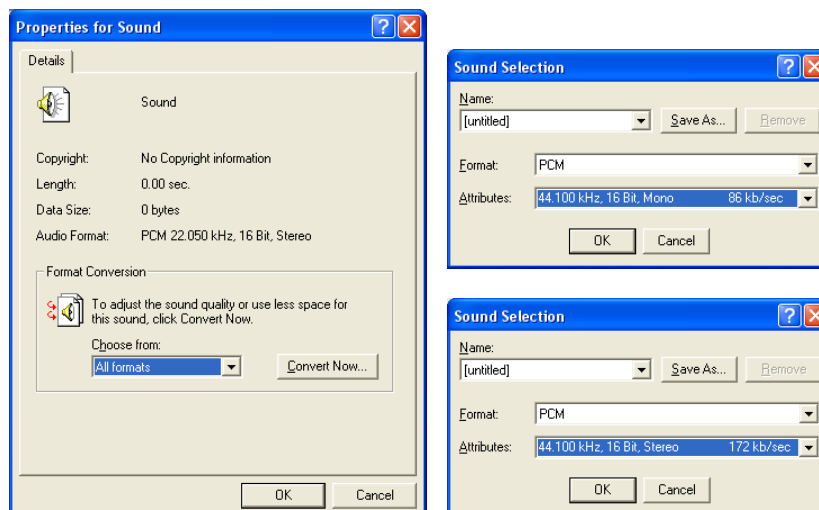 Properties for Sound
Details
Sound
Copyright: No Copyright information
Length: 0.00 sec.
Data Size: 0 bytes
Audio Format: PCM 22.050 kHz, 16 Bit, Stereo
Format Conversion
To adjust the sound quality or use less space for
this sound, click Convert Now.
Choose from:
All formats Convert Now...
OK Cancel
Sound Selection
Name:
[untitled] Save As... Remove
Format: PCM
Attributes: 44.100 kHz, 16 Bit, Mono 86 kb/sec
OK Cancel
Sound Selection
Name:
[untitled] Save As... Remove
Format: PCM
Attributes: 44.100 kHz, 16 Bit, Stereo 172 kb/sec
OK Cancel